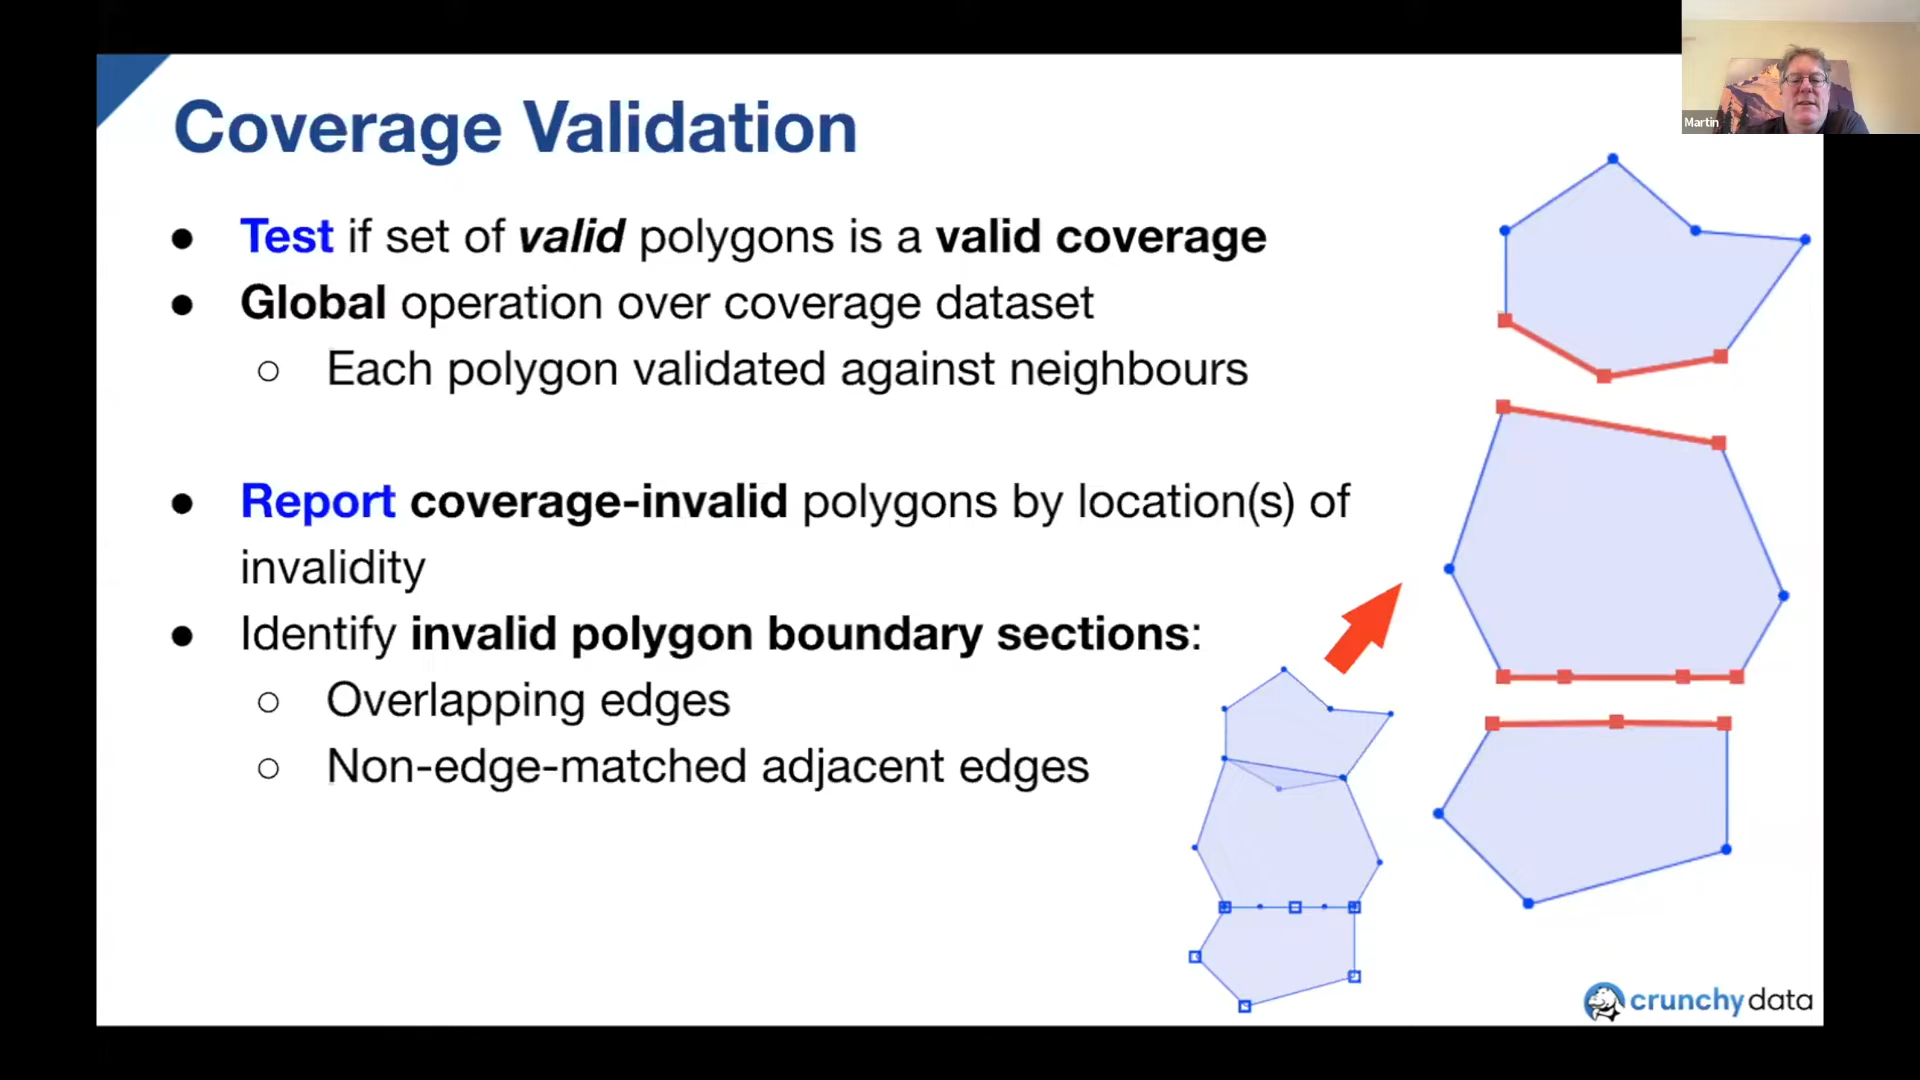 Martin
Coverage Validation
● Test if set of valid polygons is a valid coverage
● Global operation over coverage dataset
○ Each polygon validated against neighbours
● Report coverage-invalid polygons by location(s) of
invalidity
● Identify invalid polygon boundary sections:
○ Overlapping edges
○ Non-edge-matched adjacent edges
crunchydata